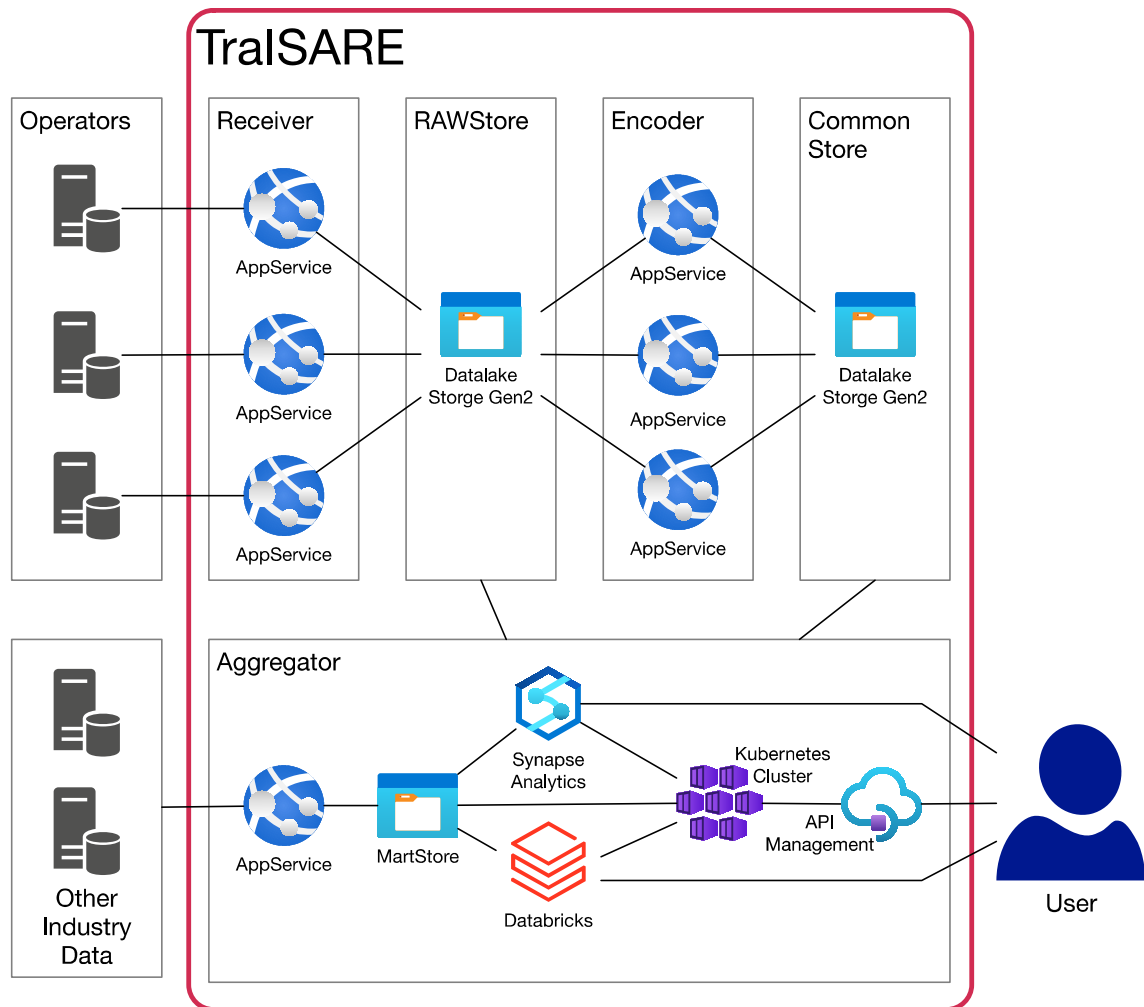 TraISARE
Operators
Receiver
RAWStore
Encoder
Common
Store
AppService
AppService
AppService
Datalake
Storge Gen2
AppService
AppService
AppService
Datalake
Storge Gen2
Other
Industry
Data
Aggregator
AppService
MartStore
Synapse
Analytics
Databricks
Kubernetes
Cluster
API
Management
User